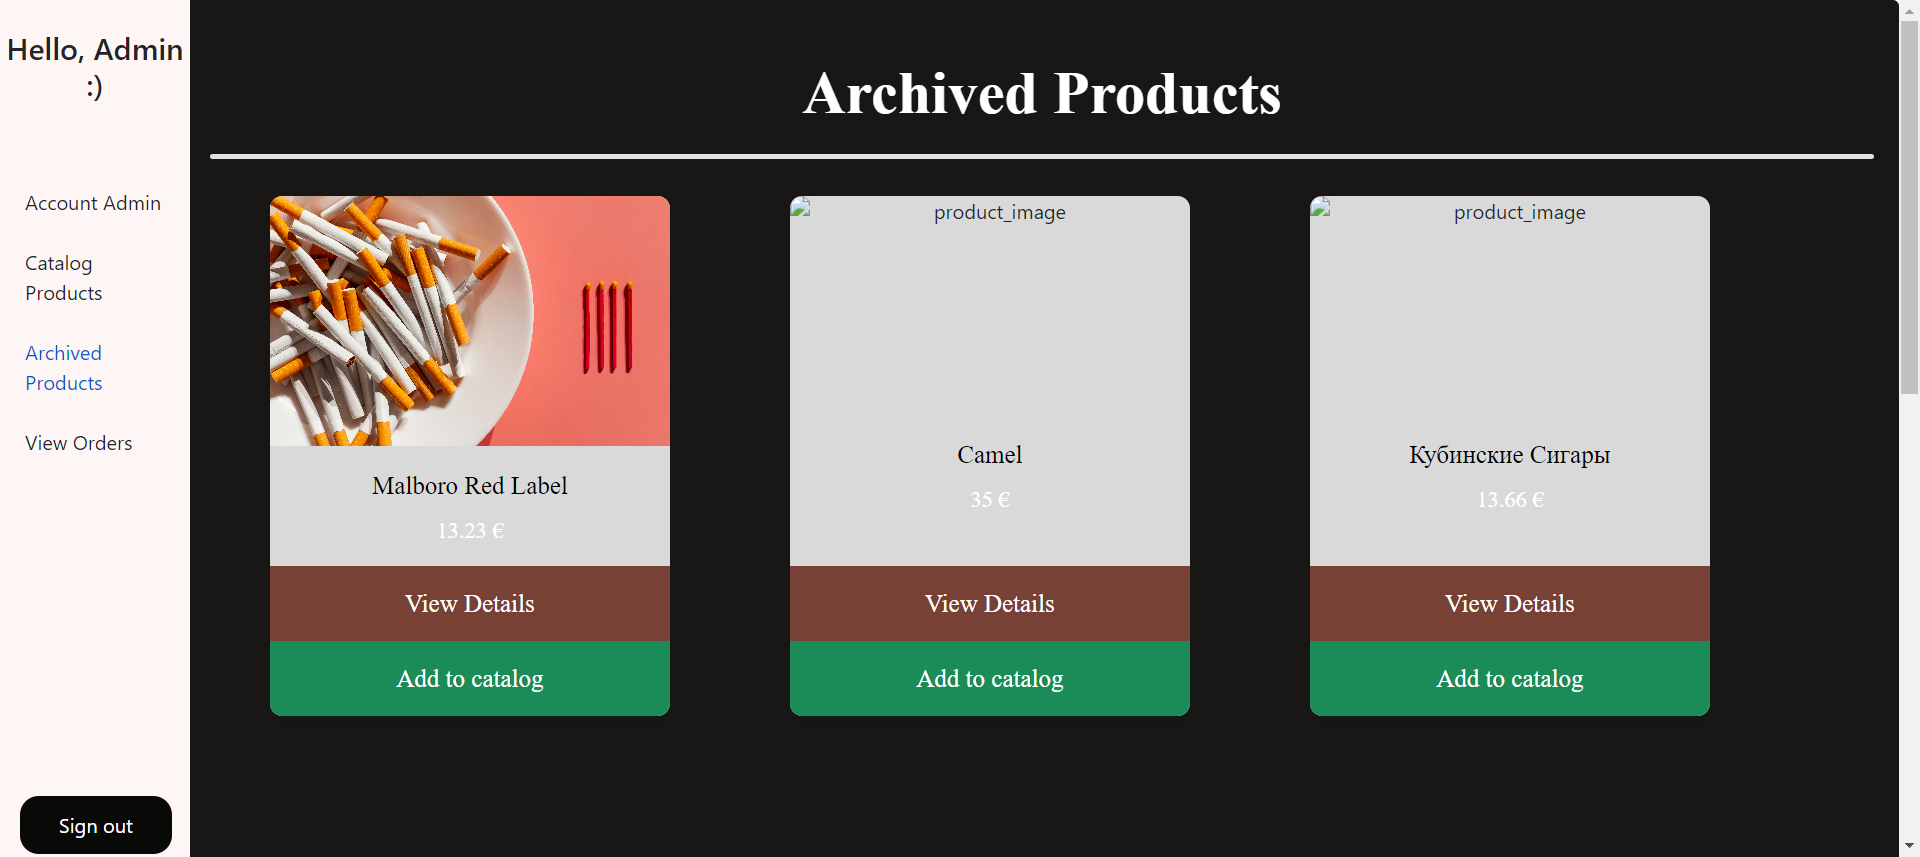 Hello, Admin
:)
Account Admin
Catalog
Products
Archived
Products
View Orders
Sign out
Archived Products
Malboro Red Label
13.23 €
View Details
Add to catalog
product_image
Camel
35 €
View Details
Add to catalog
product_image
Кубинские Сигары
13.66 €
View Details
Add to catalog